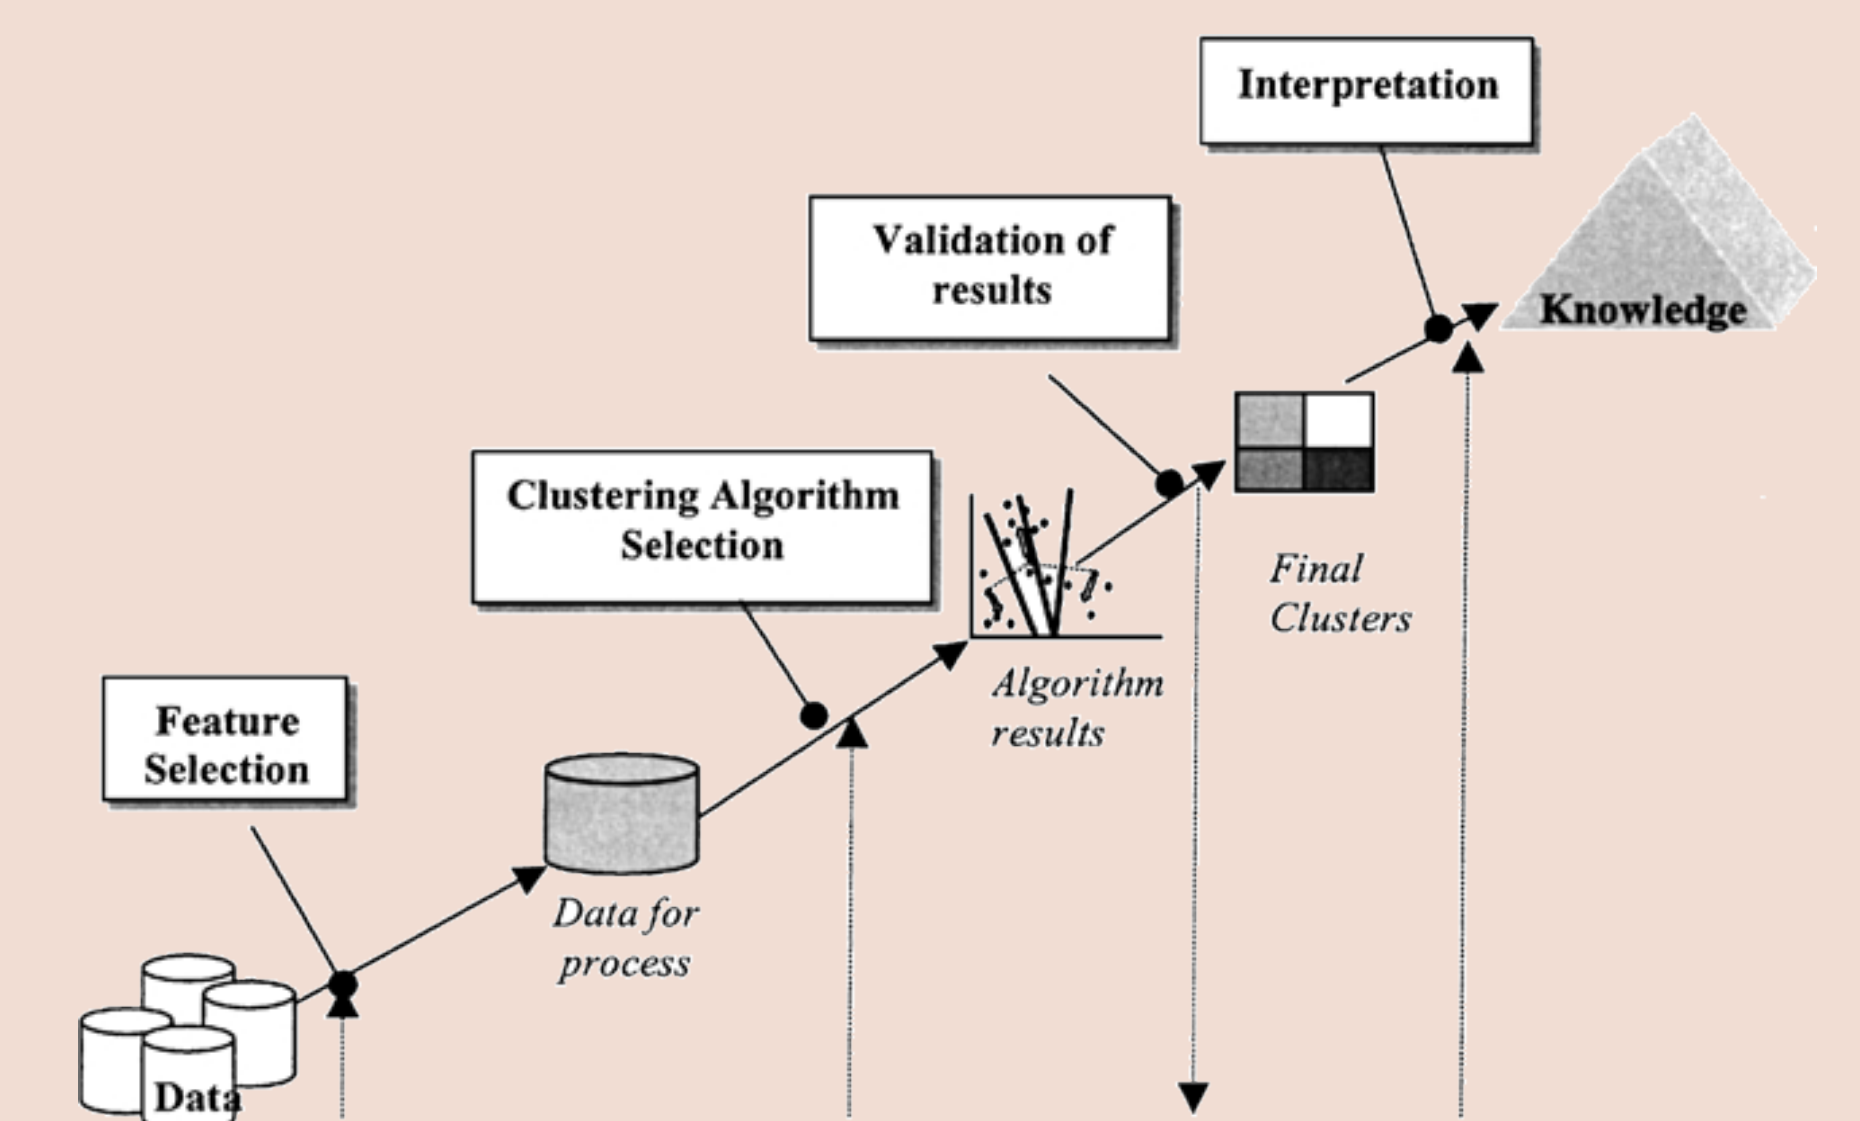 Interpretation
Validation of
results
Knowledge
Clustering Algorithm
Selection
Final
Clusters
Algorithm
results
Feature
Selection
Data for
process
Data